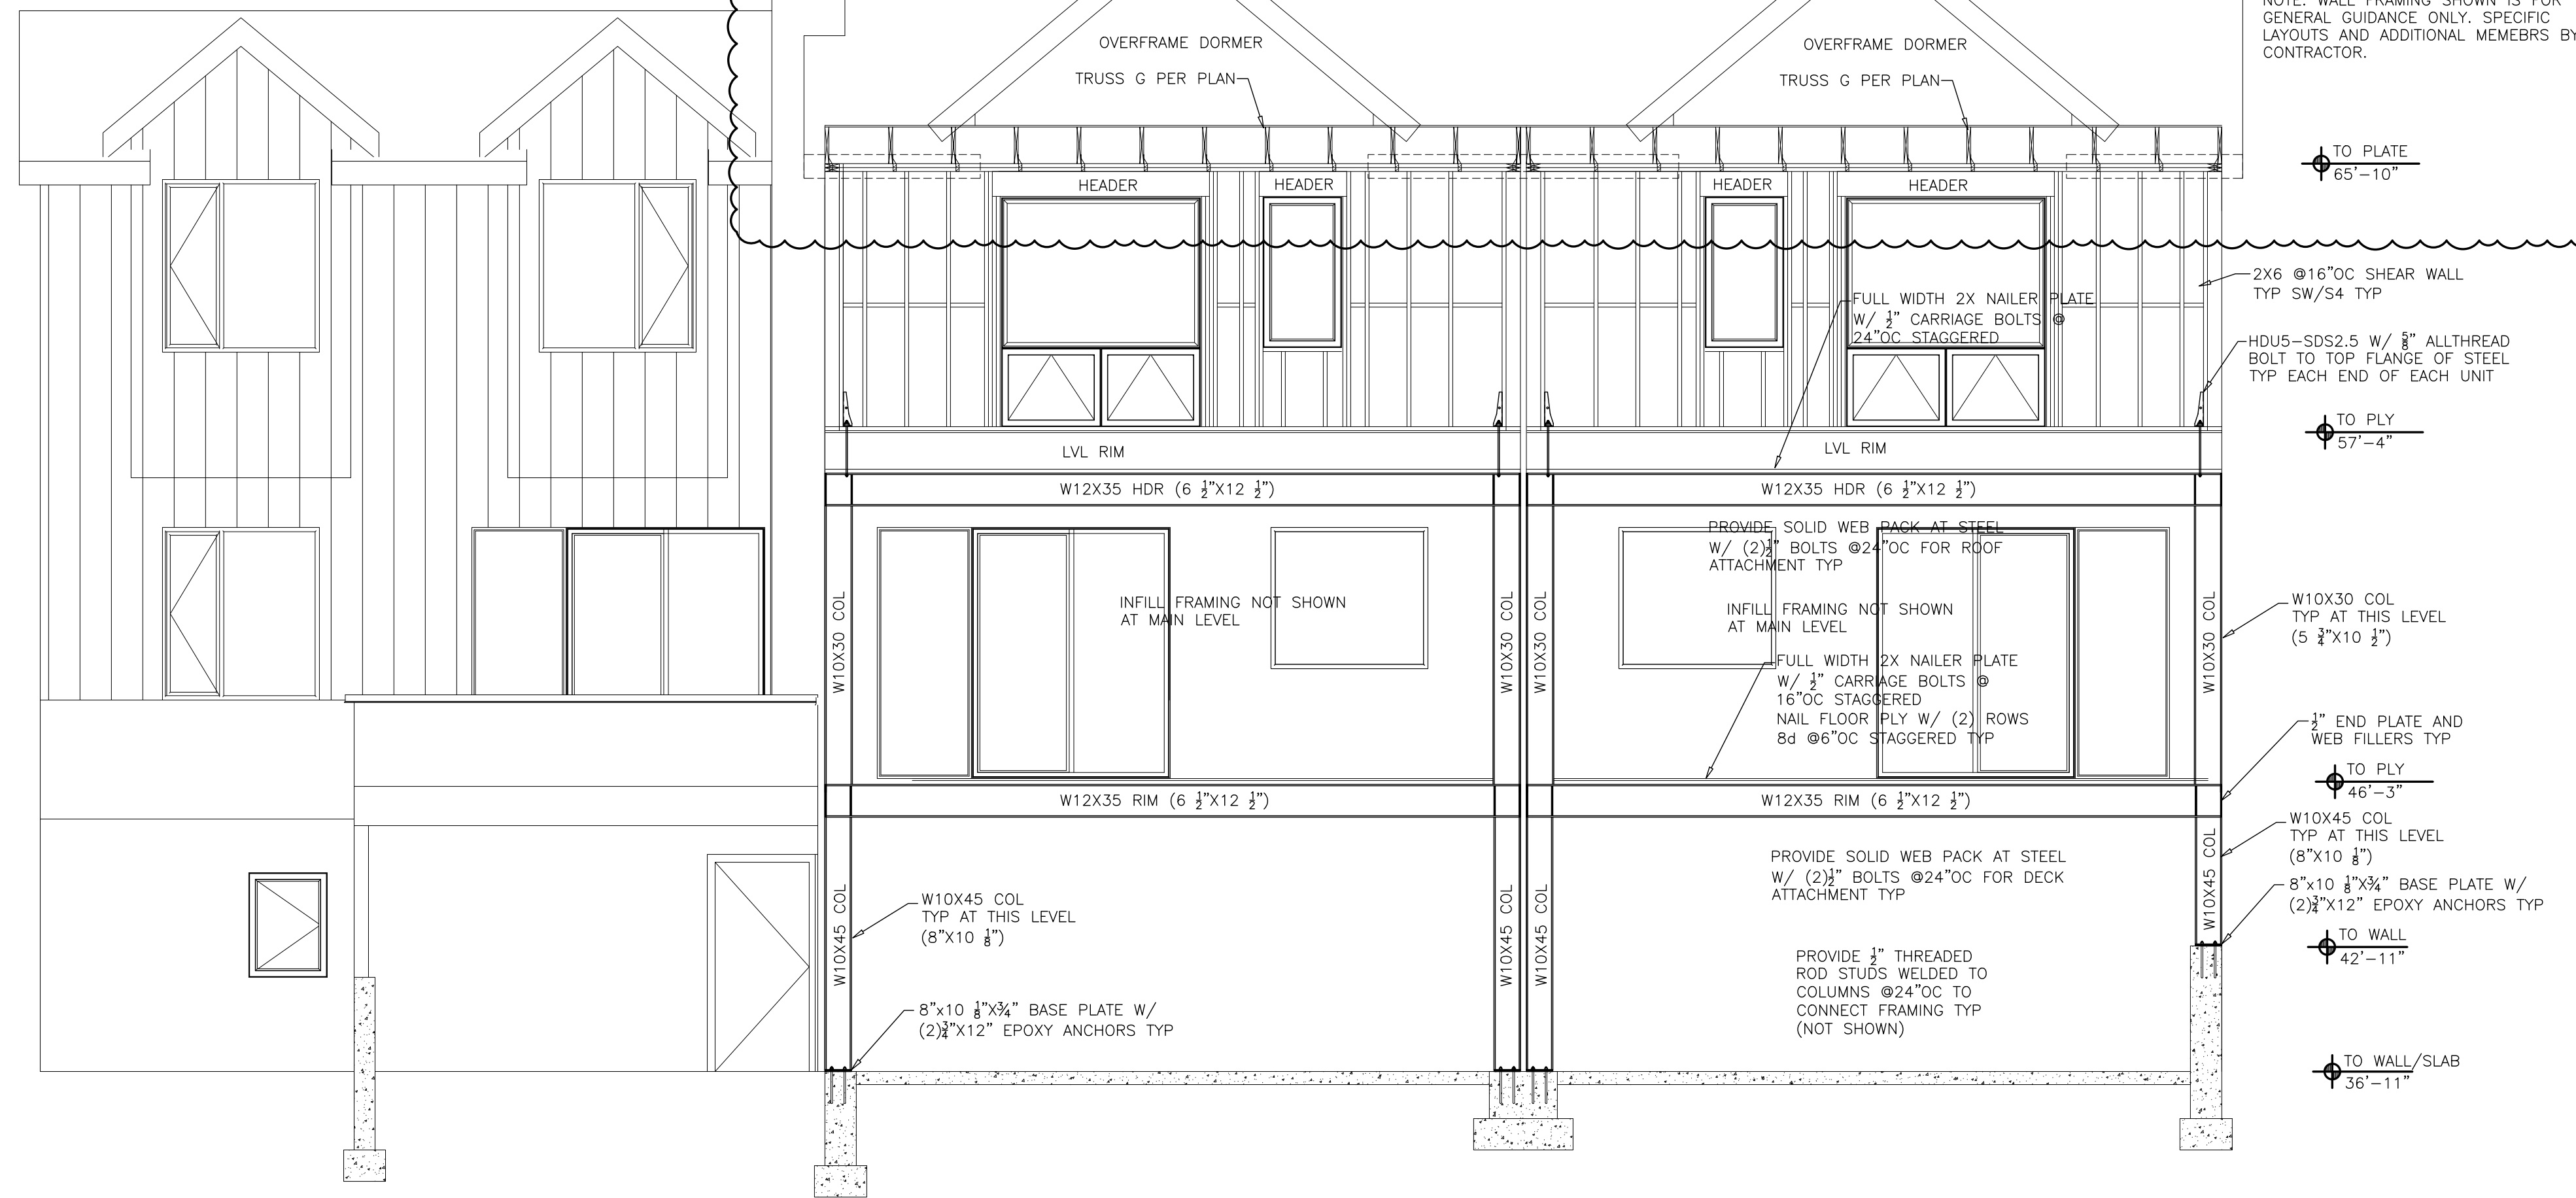 NOTE: WALL FRAMING SHOWN IS FOR
GENERAL GUIDANCE ONLY. SPECIFIC
LAYOUTS AND ADDITIONAL MEMEBRS BY
CONTRACTOR.
OVERFRAME DORMER
TRUSS G PER PLAN
OVERFRAME DORMER
TRUSS G PER PLAN
TO PLATE
65'-10"
HEADER
HEADER
HEADER
HEADER
2X6 @16"OC SHEAR WALL
TYP SW/S4 TYP
FULL WIDTH 2X NAILER PLATE
W/ 1/2" CARRIAGE BOLTS @
24"OC STAGGERED
HDU5-SDS2.5 W/ 5/8" ALLTHREAD
BOLT TO TOP FLANGE OF STEEL
TYP EACH END OF EACH UNIT
TO PLY
57'-4"
LVL RIM
LVL RIM
W12X35 HDR (6 1/2"X12 1/2")
W12X35 HDR (6 1/2"X12 1/2")
PROVIDE SOLID WEB PACK AT STEEL
W/ (2)1/2" BOLTS @24"OC FOR ROOF
ATTACHMENT TYP
W10X30 COL
W10X30 COL
W10X30 COL
W10X30 COL
INFILL FRAMING NOT SHOWN
AT MAIN LEVEL
INFILL FRAMING NOT SHOWN
AT MAIN LEVEL
W10X30 COL
TYP AT THIS LEVEL
(5 3/4"X10 1/2")
FULL WIDTH 2X NAILER PLATE
W/ 1/2" CARRIAGE BOLTS @
16"OC STAGGERED
NAIL FLOOR PLY W/ (2) ROWS
8d @6"OC STAGGERED TYP
1/2" END PLATE AND
WEB FILLERS TYP
TO PLY
46'-3"
W12X35 RIM (6 1/2"X12 1/2")
W12X35 RIM (6 1/2"X12 1/2")
W10X45 COL
TYP AT THIS LEVEL
(8"X10 1/8")
PROVIDE SOLID WEB PACK AT STEEL
W/ (2)1/2" BOLTS @24"OC FOR DECK
ATTACHMENT TYP
8"x10 1/8"X3/4" BASE PLATE W/
(2)3/4"X12" EPOXY ANCHORS TYP
W10X45 COL
W10X45 COL
W10X45 COL
W10X45 COL
W10X45 COL
TYP AT THIS LEVEL
(8"X10 1/8")
TO WALL
42'-11"
PROVIDE 1/2" THREADED
ROD STUDS WELDED TO
COLUMNS @24"OC TO
CONNECT FRAMING TYP
(NOT SHOWN)
8"x10 1/8"X3/4" BASE PLATE W/
(2)3/4"X12" EPOXY ANCHORS TYP
TO WALL/SLAB
36'-11"